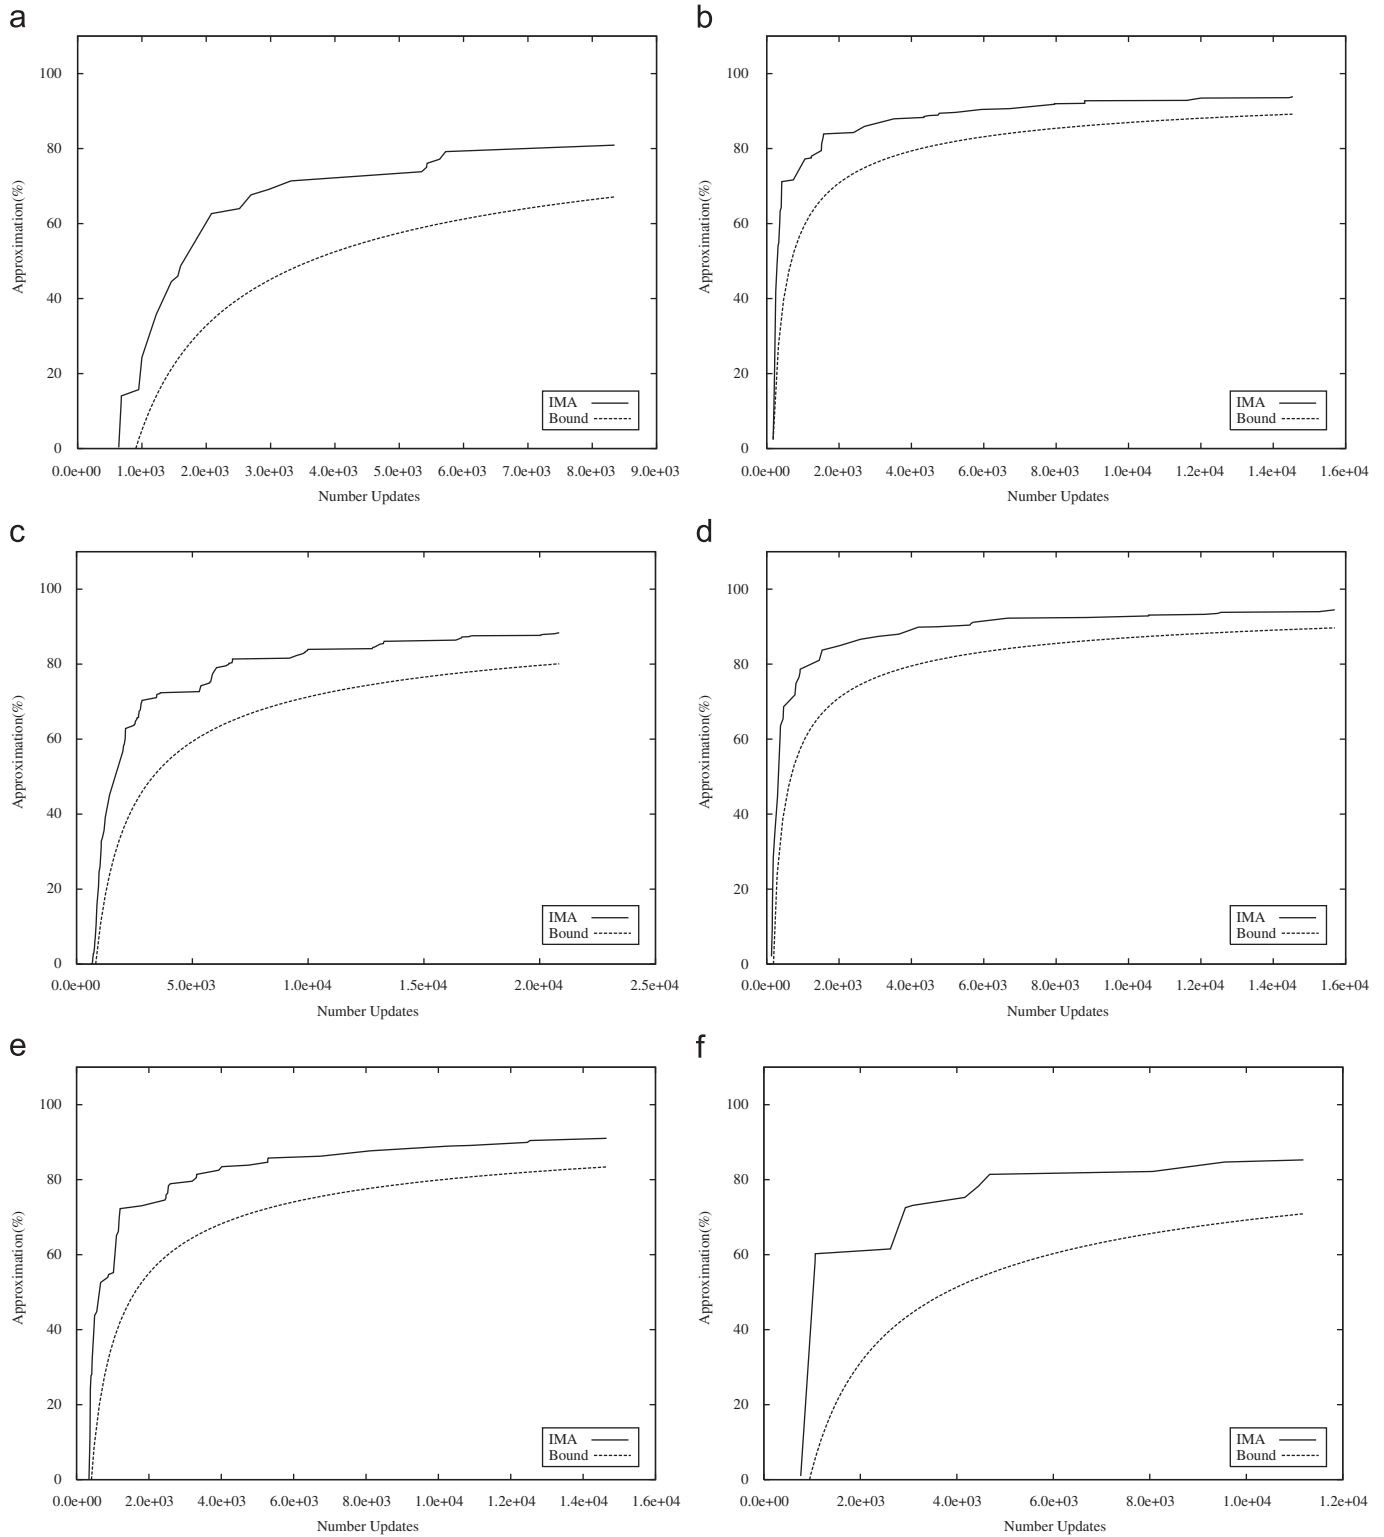 a
100
80
60
40
20
0
Approximation(%)
IMA
Bound
0.0e+00 1.0e+03 2.0e+03 3.0e+03 4.0e+03 5.0e+03 6.0e+03 7.0e+03 8.0e+03 9.0e+03
Number Updates
b
100
80
60
40
20
0
Approximation(%)
IMA
Bound
0.0e+00 2.0e+03 4.0e+03 6.0e+03 8.0e+03 1.0e+04 1.2e+04 1.4e+04 1.6e+04
Number Updates
c
100
80
60
40
20
0
Approximation(%)
IMA
Bound
0.0e+00 5.0e+03 1.0e+04 1.5e+04 2.0e+04 2.5e+04
Number Updates
d
100
80
60
40
20
0
Approximation(%)
IMA
Bound
0.0e+00 2.0e+03 4.0e+03 6.0e+03 8.0e+03 1.0e+04 1.2e+04 1.4e+04 1.6e+04
Number Updates
e
100
80
60
40
20
0
Approximation(%)
IMA
Bound
0.0e+00 2.0e+03 4.0e+03 6.0e+03 8.0e+03 1.0e+04 1.2e+04 1.4e+04 1.6e+04
Number Updates
f
100
80
60
40
20
0
Approximation(%)
IMA
Bound
0.0e+00 2.0e+03 4.0e+03 6.0e+03 8.0e+03 1.0e+04 1.2e+04
Number Updates